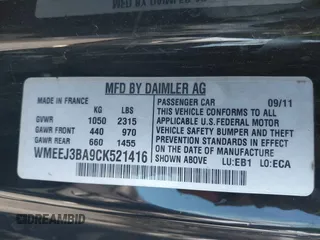 MFD BY DAIMLER AG
MADE IN FRANCE
KG LBS
GVWR 1050 2315
GAWR FRONT 440 970
GAWR REAR 660 1455
PASSENGER CAR 09/11
THIS VEHICLE CONFORMS TO ALL APPLICABLE
U.S. FEDERAL MOTOR
VEHICLE SAFETY BUMPER AND THEFT
PREVENTION STANDARDS IN EFFECT ON THE
DATE OF MANUFACTURE SHOWN ABOVE.
WMEEJ3BA9CK521416 LU:EB1 LO:ECA
DREAMBID